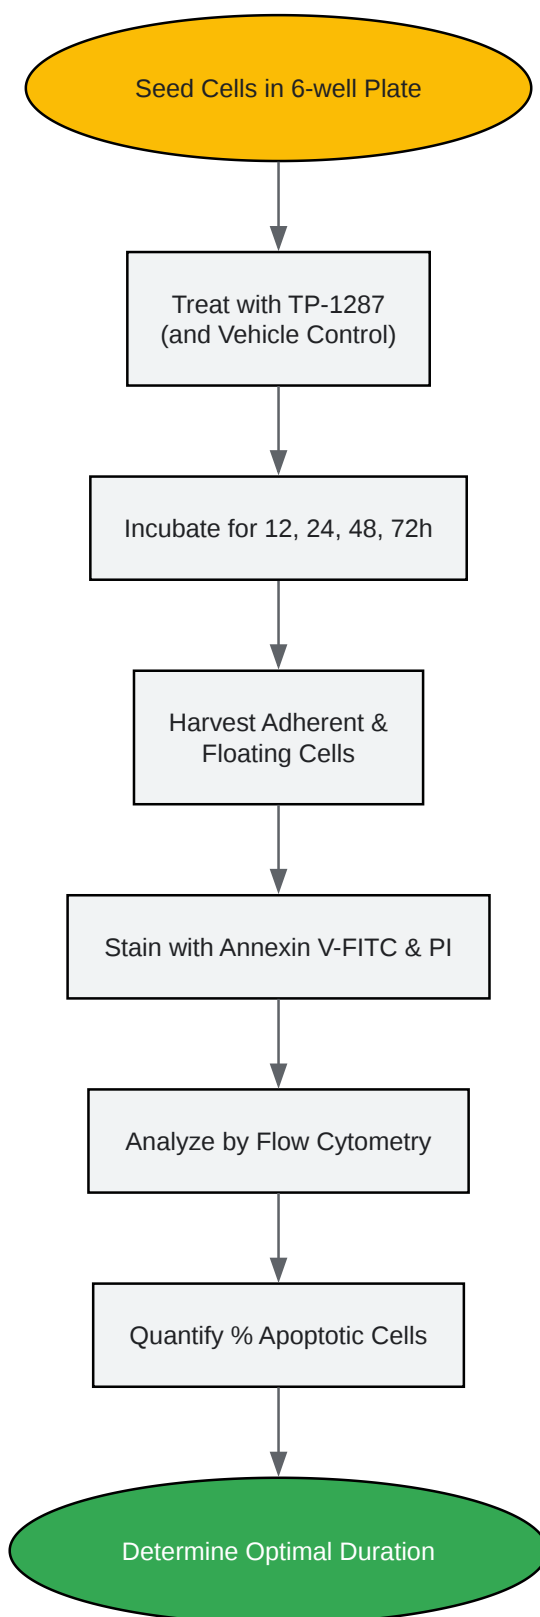 Seed Cells in 6-well Plate
Treat with TP-1287
(and Vehicle Control)
Incubate for 12, 24, 48, 72h
Harvest Adherent &
Floating Cells
Stain with Annexin V-FITC & PI
Analyze by Flow Cytometry
Quantify % Apoptotic Cells
Determine Optimal Duration